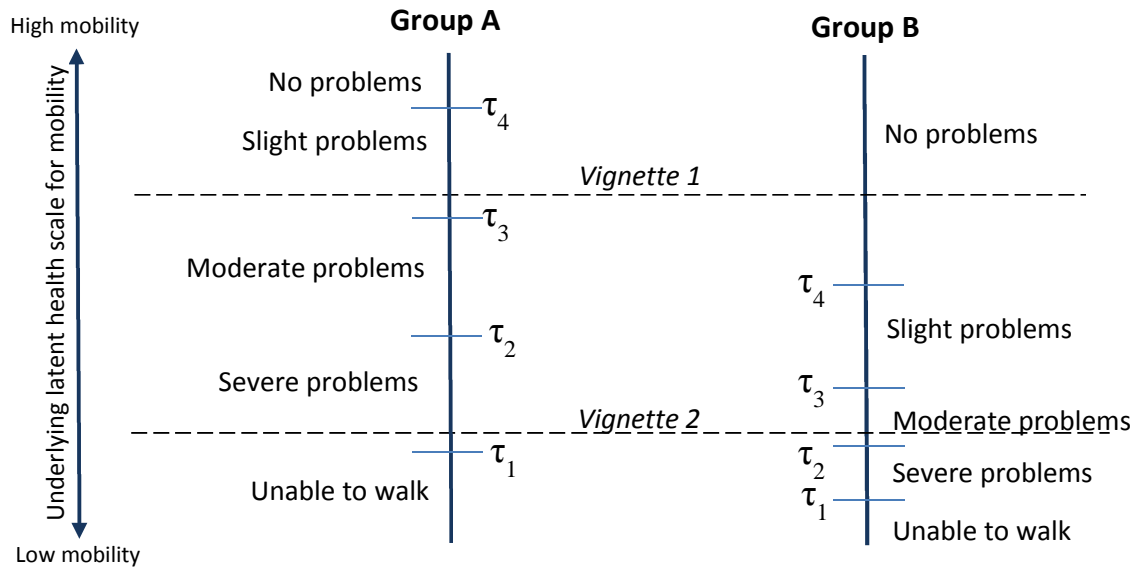 High mobility
Underlying latent health scale for mobility
Low mobility
Group A
No problems
τ4
Slight problems
τ3
Moderate problems
τ2
Severe problems
τ1
Unable to walk
Vignette 1
Vignette 2
Group B
No problems
τ4
Slight problems
τ3
Moderate problems
τ2
Severe problems
τ1
Unable to walk